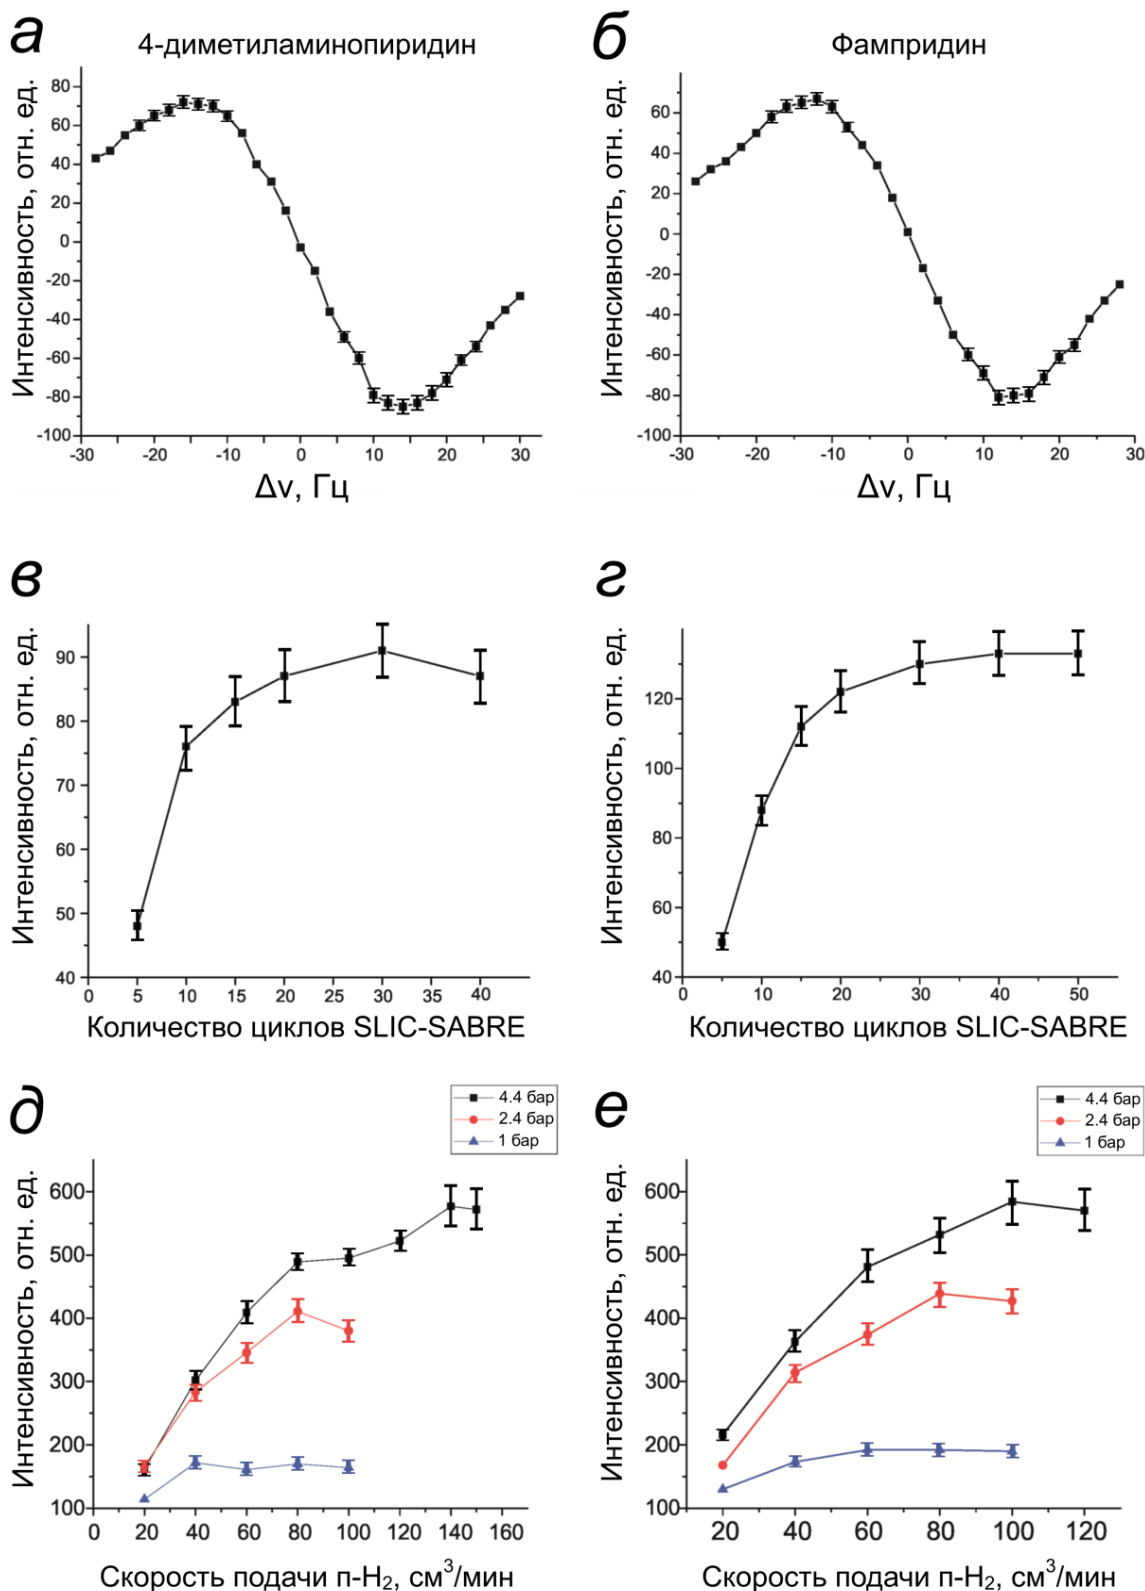 а
4-диметиламинопиридин
Интенсивность, отн. ед.
80
60
40
20
0
-20
-40
-60
-80
-100
-30 -20 -10 0 10 20 30
Δν, Гц
б
Фампридин
Интенсивность, отн. ед.
60
40
20
0
-20
-40
-60
-80
-100
-30 -20 -10 0 10 20 30
Δν, Гц
в
Интенсивность, отн. ед.
90
80
70
60
50
40
0 5 10 15 20 25 30 35 40
Количество циклов SLIC-SABRE
г
Интенсивность, отн. ед.
120
100
80
60
40
0 10 20 30 40 50
Количество циклов SLIC-SABRE
д
4.4 бар
2.4 бар
1 бар
Интенсивность, отн. ед.
600
500
400
300
200
100
0 20 40 60 80 100 120 140 160
Скорость подачи п-H₂, см³/мин
е
4.4 бар
2.4 бар
1 бар
Интенсивность, отн. ед.
600
500
400
300
200
100
20 40 60 80 100 120
Скорость подачи п-H₂, см³/мин